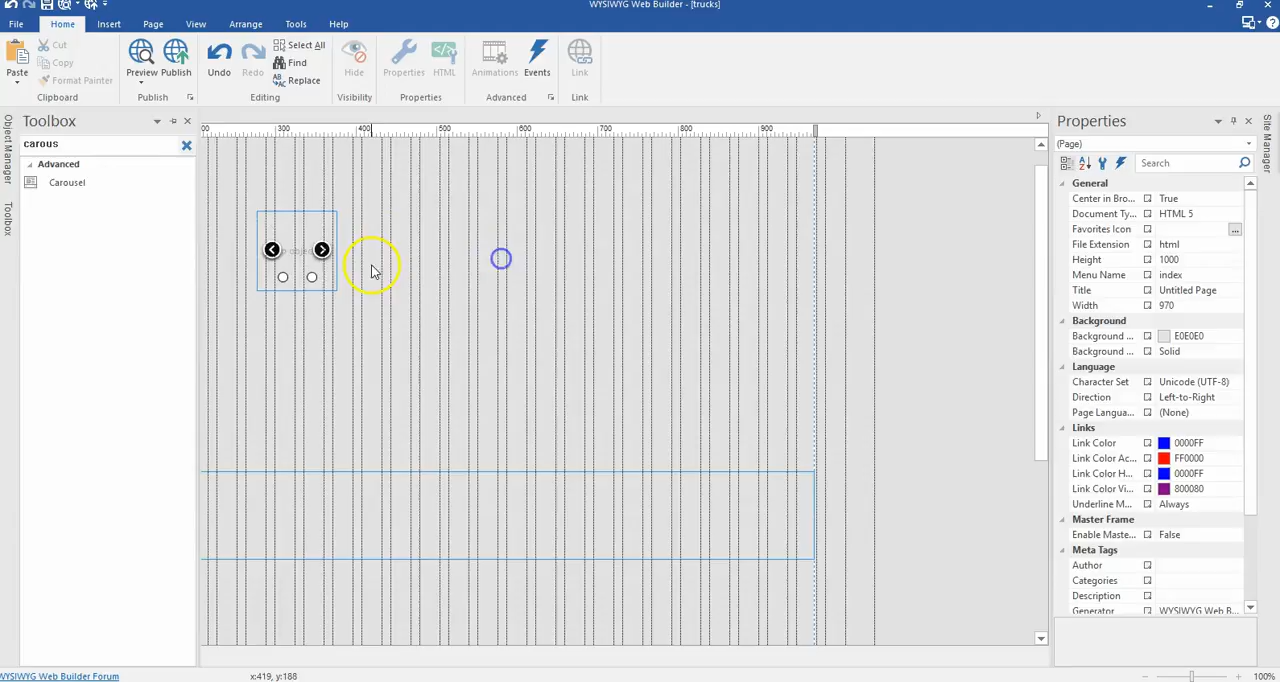 WYSIWYG Web Builder - [trucks]
File Home Insert Page View Arrange Tools Help
Paste Cut Copy Format Painter
Clipboard
Preview Publish
Publish
Undo Redo Select All Find Replace
Editing
Hide
Visibility
Properties HTML
Properties
Animations Events
Advanced
Link
Link
Object Manager
Toolbox
Toolbox
carous
Advanced
Carousel
00 300 400 500 600 700 800 900
Properties
Site Manager
(Page)
Search
General
Center in Bro... True
Document Ty... HTML 5
Favorites Icon ...
File Extension html
Height 1000
Menu Name index
Title Untitled Page
Width 970
Background
Background ... E0E0E0
Background ... Solid
Language
Character Set Unicode (UTF-8)
Direction Left-to-Right
Page Langua... (None)
Links
Link Color 0000FF
Link Color Ac... FF0000
Link Color H... 0000FF
Link Color Vi... 800080
Underline M... Always
Master Frame
Enable Maste... False
Meta Tags
Author
Categories
Description
Generator WYSIWYG Web B...
WYSIWYG Web Builder Forum
x:419, y:188
100%